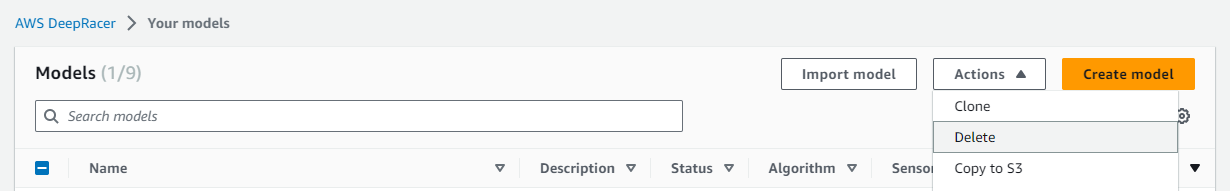 AWS DeepRacer > Your models
Models (1/9)
Import model
Actions
Create model
Search models
Clone
Delete
Copy to S3
Name Description Status Algorithm Senso